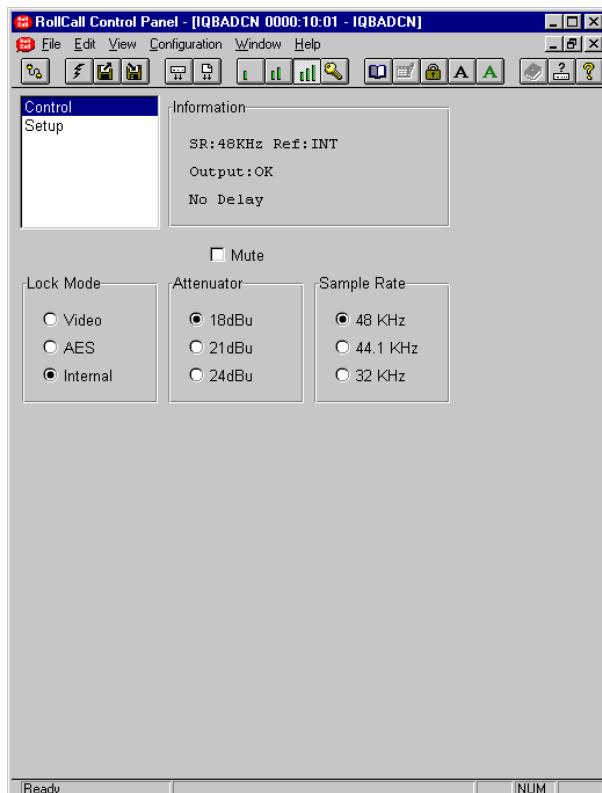 RollCall Control Panel - [IQBADCN 0000:10:01 - IQBADCN]
File Edit View Configuration Window Help
A A
Control
Setup
Information
SR:48KHz Ref:INT
Output:OK
No Delay
Mute
Lock Mode
Video
AES
Internal
Attenuator
18dBu
21dBu
24dBu
Sample Rate
48 KHz
44.1 KHz
32 KHz
Ready NUM